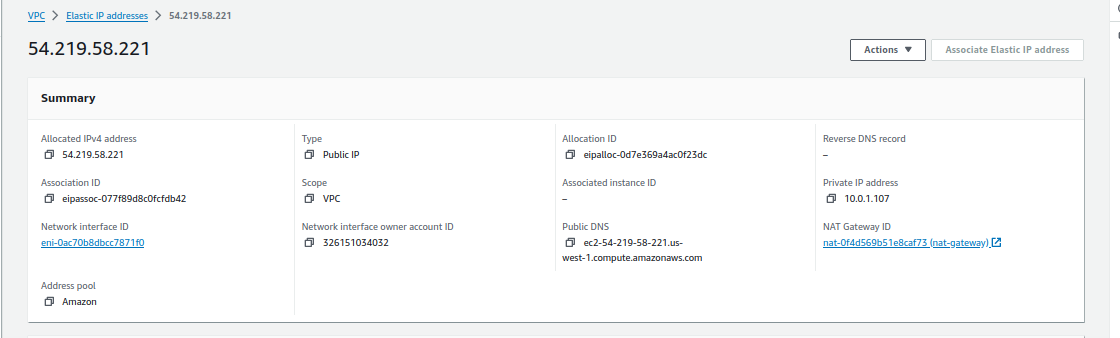 VPC > Elastic IP addresses > 54.219.58.221
54.219.58.221
Actions ▼
Associate Elastic IP address
Summary
Allocated IPv4 address
54.219.58.221
Type
Public IP
Allocation ID
eipalloc-0d7e369a4ac0f23dc
Reverse DNS record
–
Association ID
eipassoc-077f89d8c0fcfdb42
Scope
VPC
Associated instance ID
–
Private IP address
10.0.1.107
Network interface ID
eni-0ac70b8dbcc7871f0
Network interface owner account ID
326151034032
Public DNS
ec2-54-219-58-221.us-
west-1.compute.amazonaws.com
NAT Gateway ID
nat-0f4d569b51e8caf73 (nat-gateway)
Address pool
Amazon